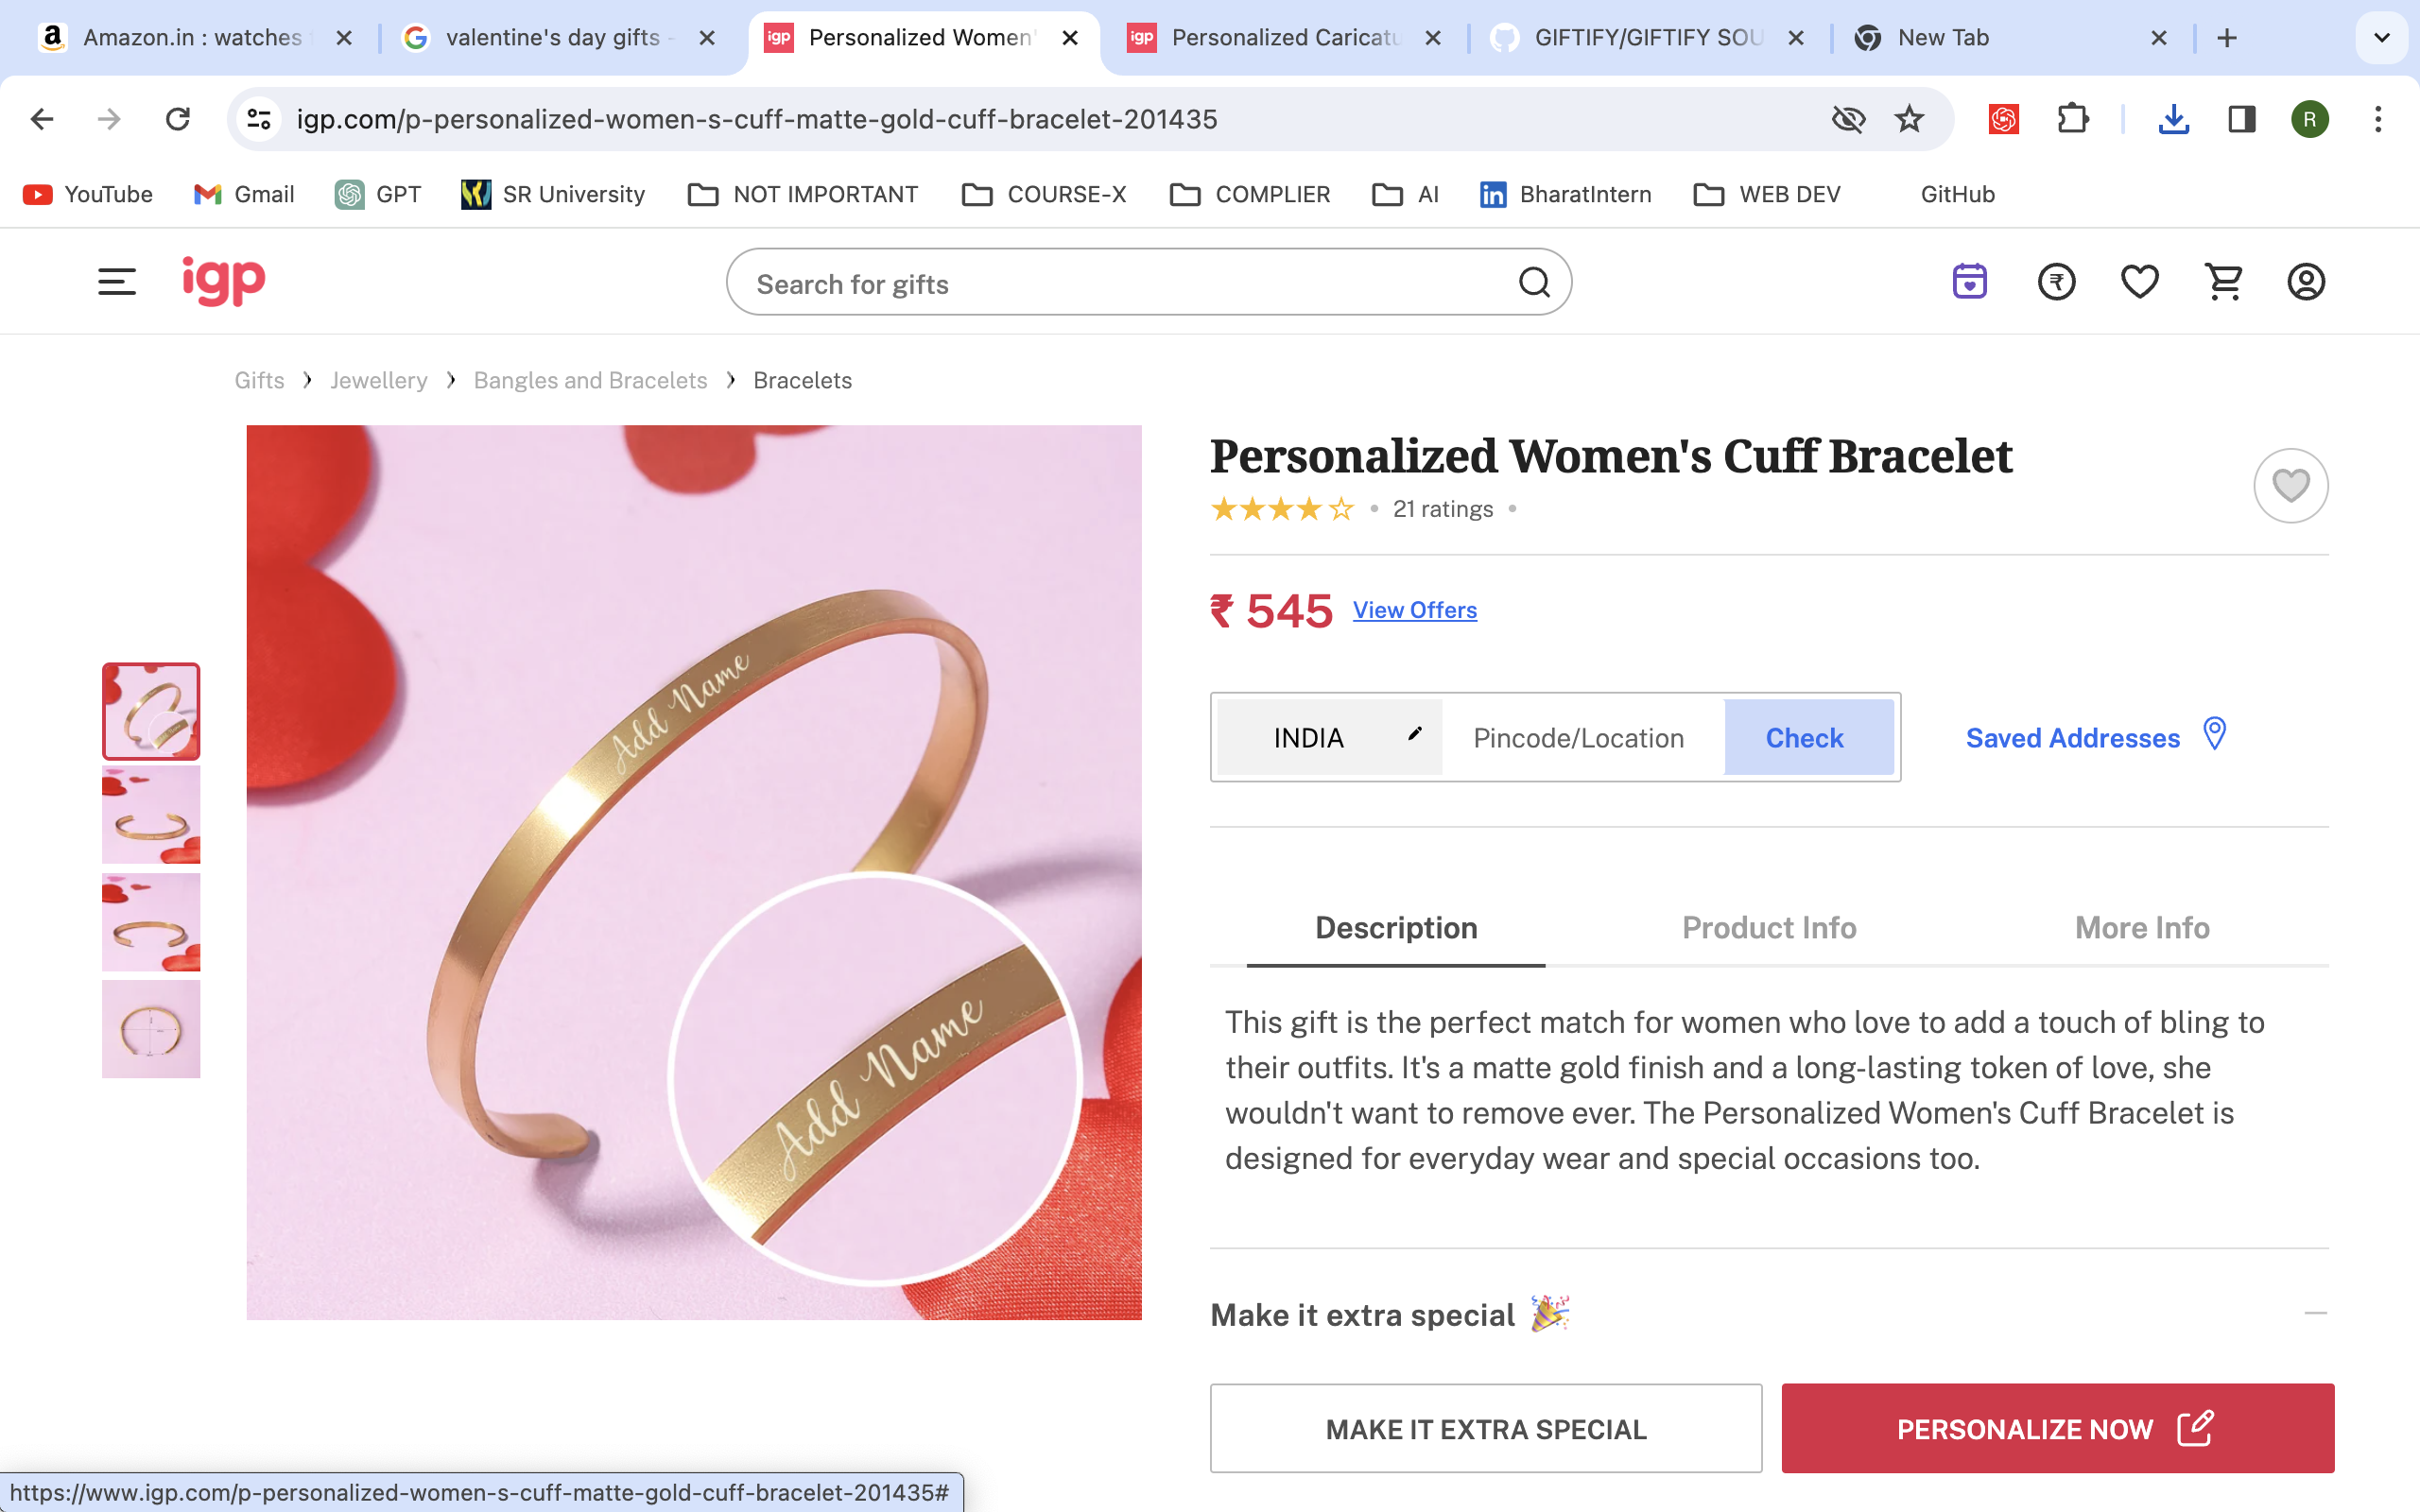 Amazon.in : watches
valentine's day gifts -
igp
Personalized Women'
igp
Personalized Caricatu
GIFTIFY/GIFTIFY SOU
New Tab
igp.com/p-personalized-women-s-cuff-matte-gold-cuff-bracelet-201435
R
YouTube
Gmail
GPT
SR University
NOT IMPORTANT
COURSE-X
COMPLIER
AI
BharatIntern
WEB DEV
GitHub
igp
Search for gifts
Gifts > Jewellery > Bangles and Bracelets > Bracelets
Add Name
Add Name
Personalized Women's Cuff Bracelet
21 ratings
₹ 545 View Offers
INDIA
Pincode/Location
Check
Saved Addresses
Description
Product Info
More Info
This gift is the perfect match for women who love to add a touch of bling to
their outfits. It's a matte gold finish and a long-lasting token of love, she
wouldn't want to remove ever. The Personalized Women's Cuff Bracelet is
designed for everyday wear and special occasions too.
Make it extra special 🎉
MAKE IT EXTRA SPECIAL
PERSONALIZE NOW
https://www.igp.com/p-personalized-women-s-cuff-matte-gold-cuff-bracelet-201435#